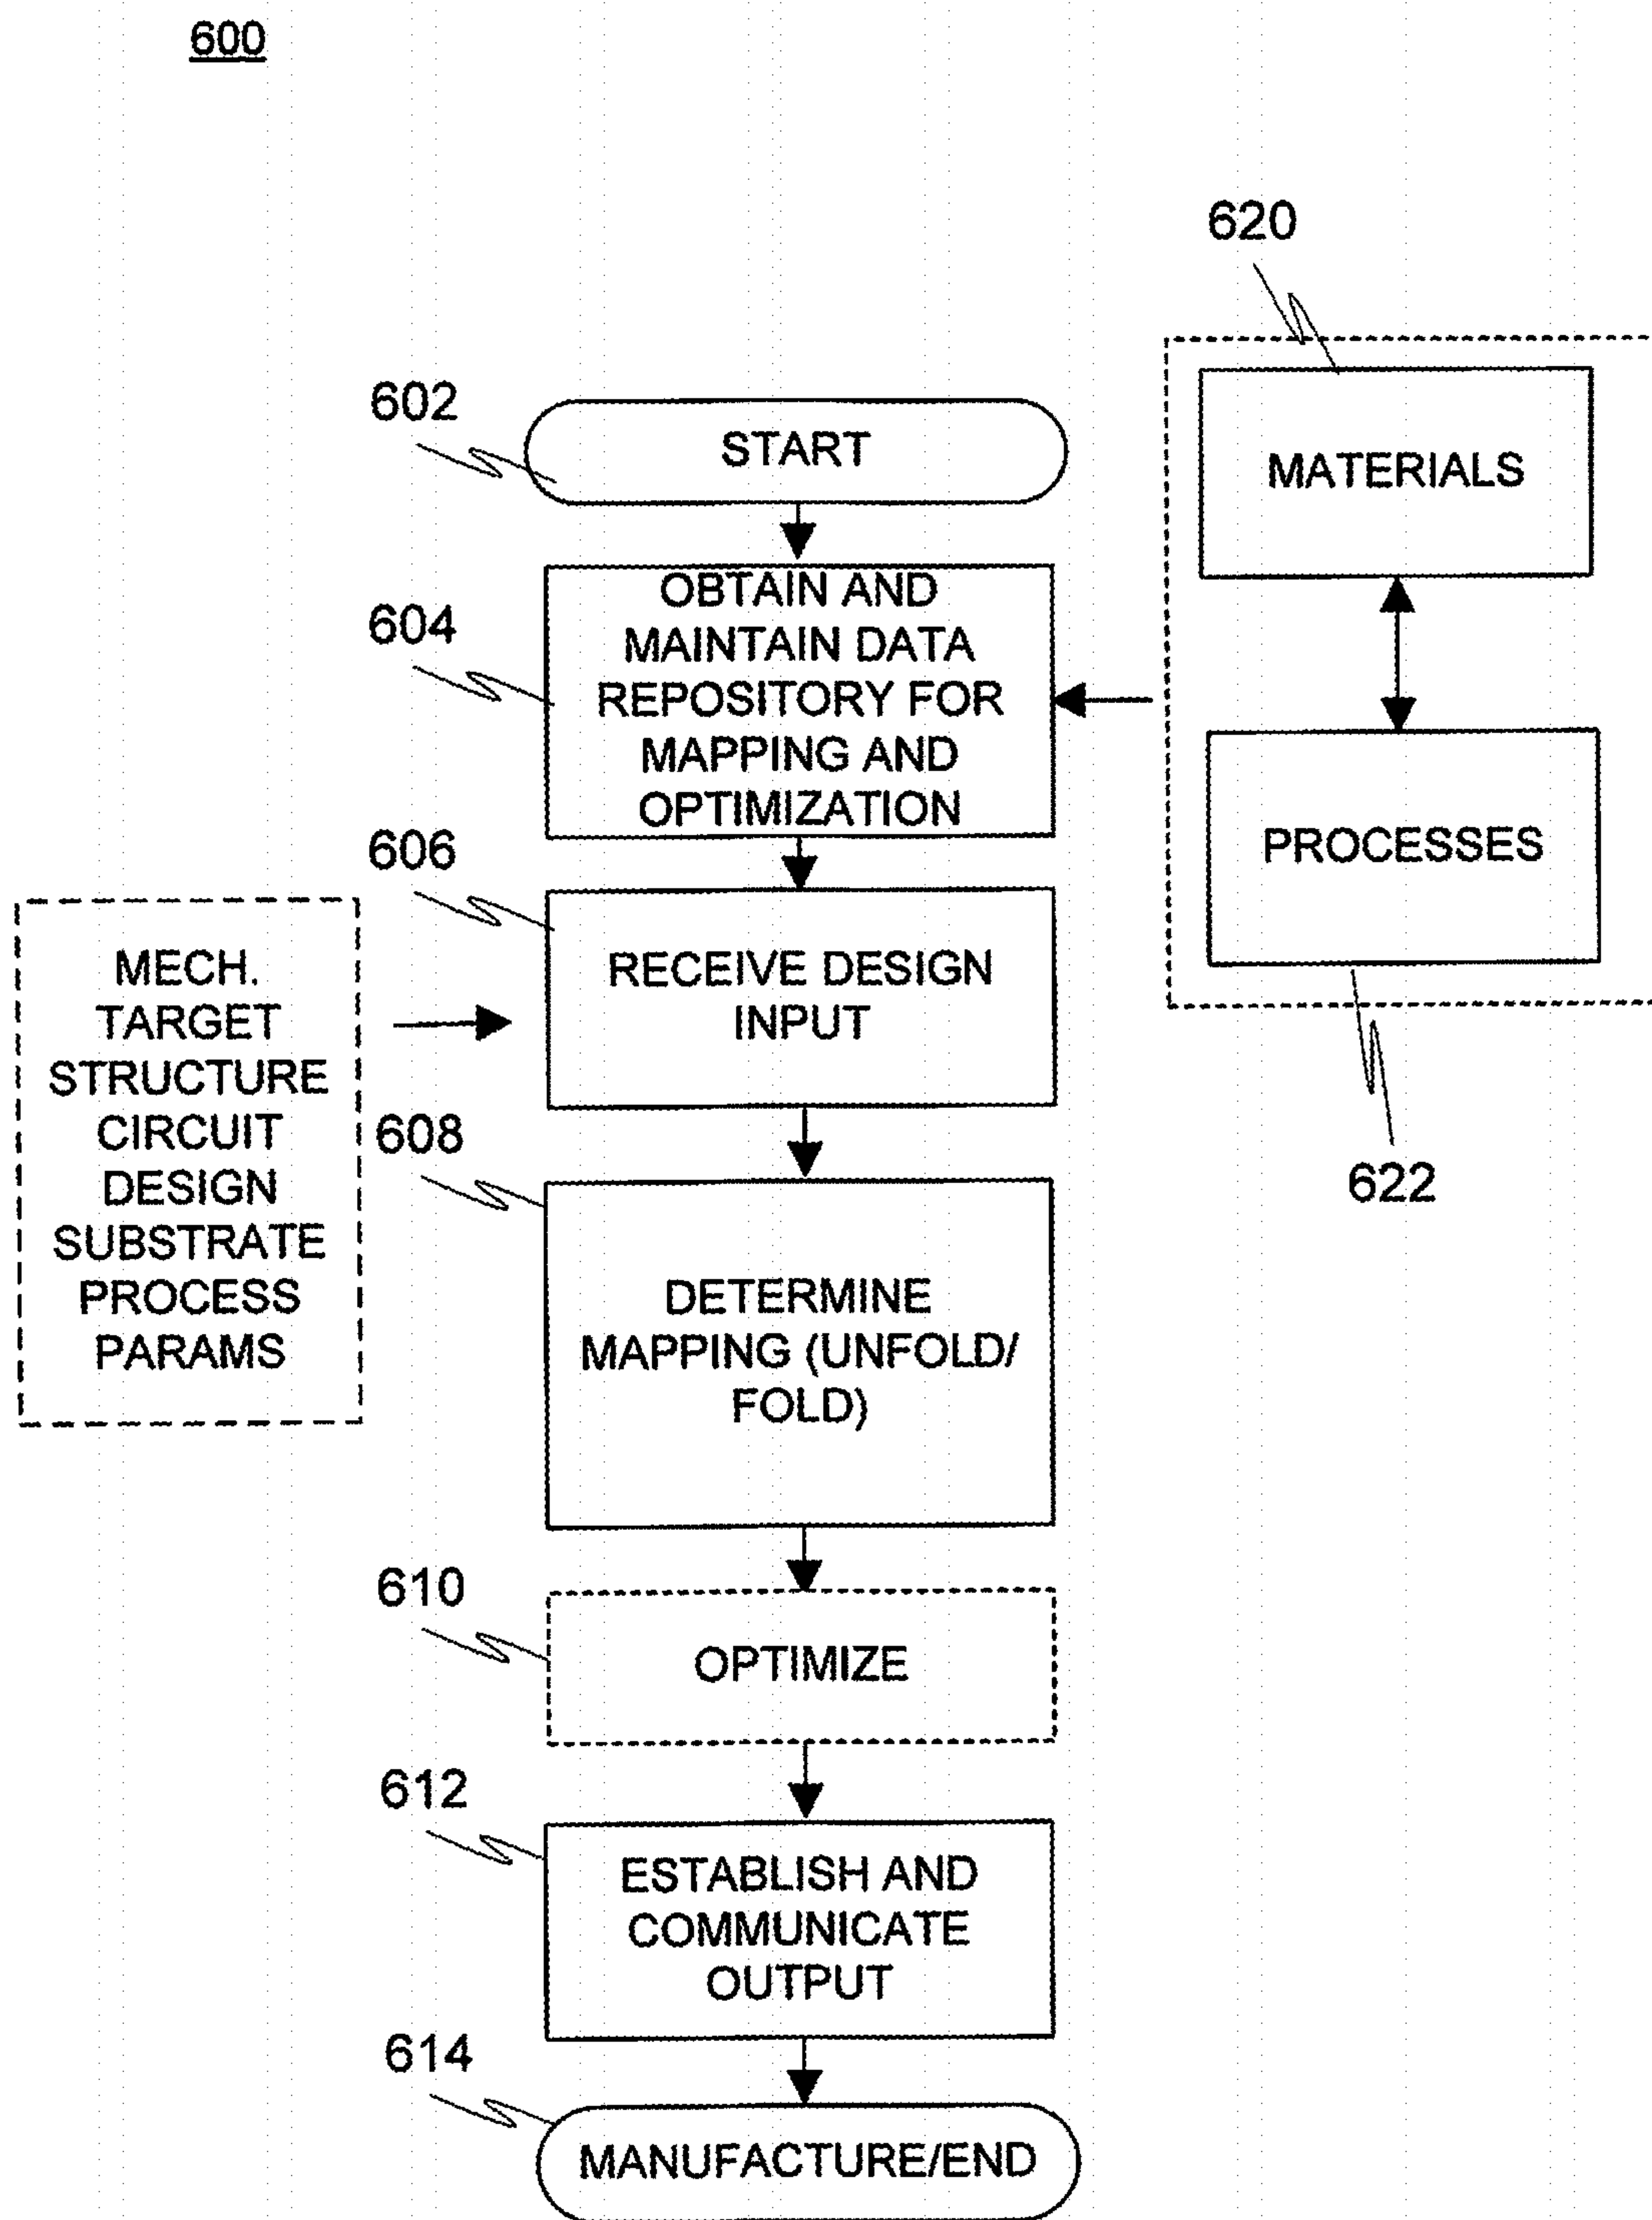 600
620
602
START
MATERIALS
604
OBTAIN AND
MAINTAIN DATA
REPOSITORY FOR
MAPPING AND
OPTIMIZATION
PROCESSES
622
606
RECEIVE DESIGN
INPUT
MECH.
TARGET
STRUCTURE
CIRCUIT
DESIGN
SUBSTRATE
PROCESS
PARAMS
608
DETERMINE
MAPPING (UNFOLD/
FOLD)
610
OPTIMIZE
612
ESTABLISH AND
COMMUNICATE
OUTPUT
614
MANUFACTURE/END